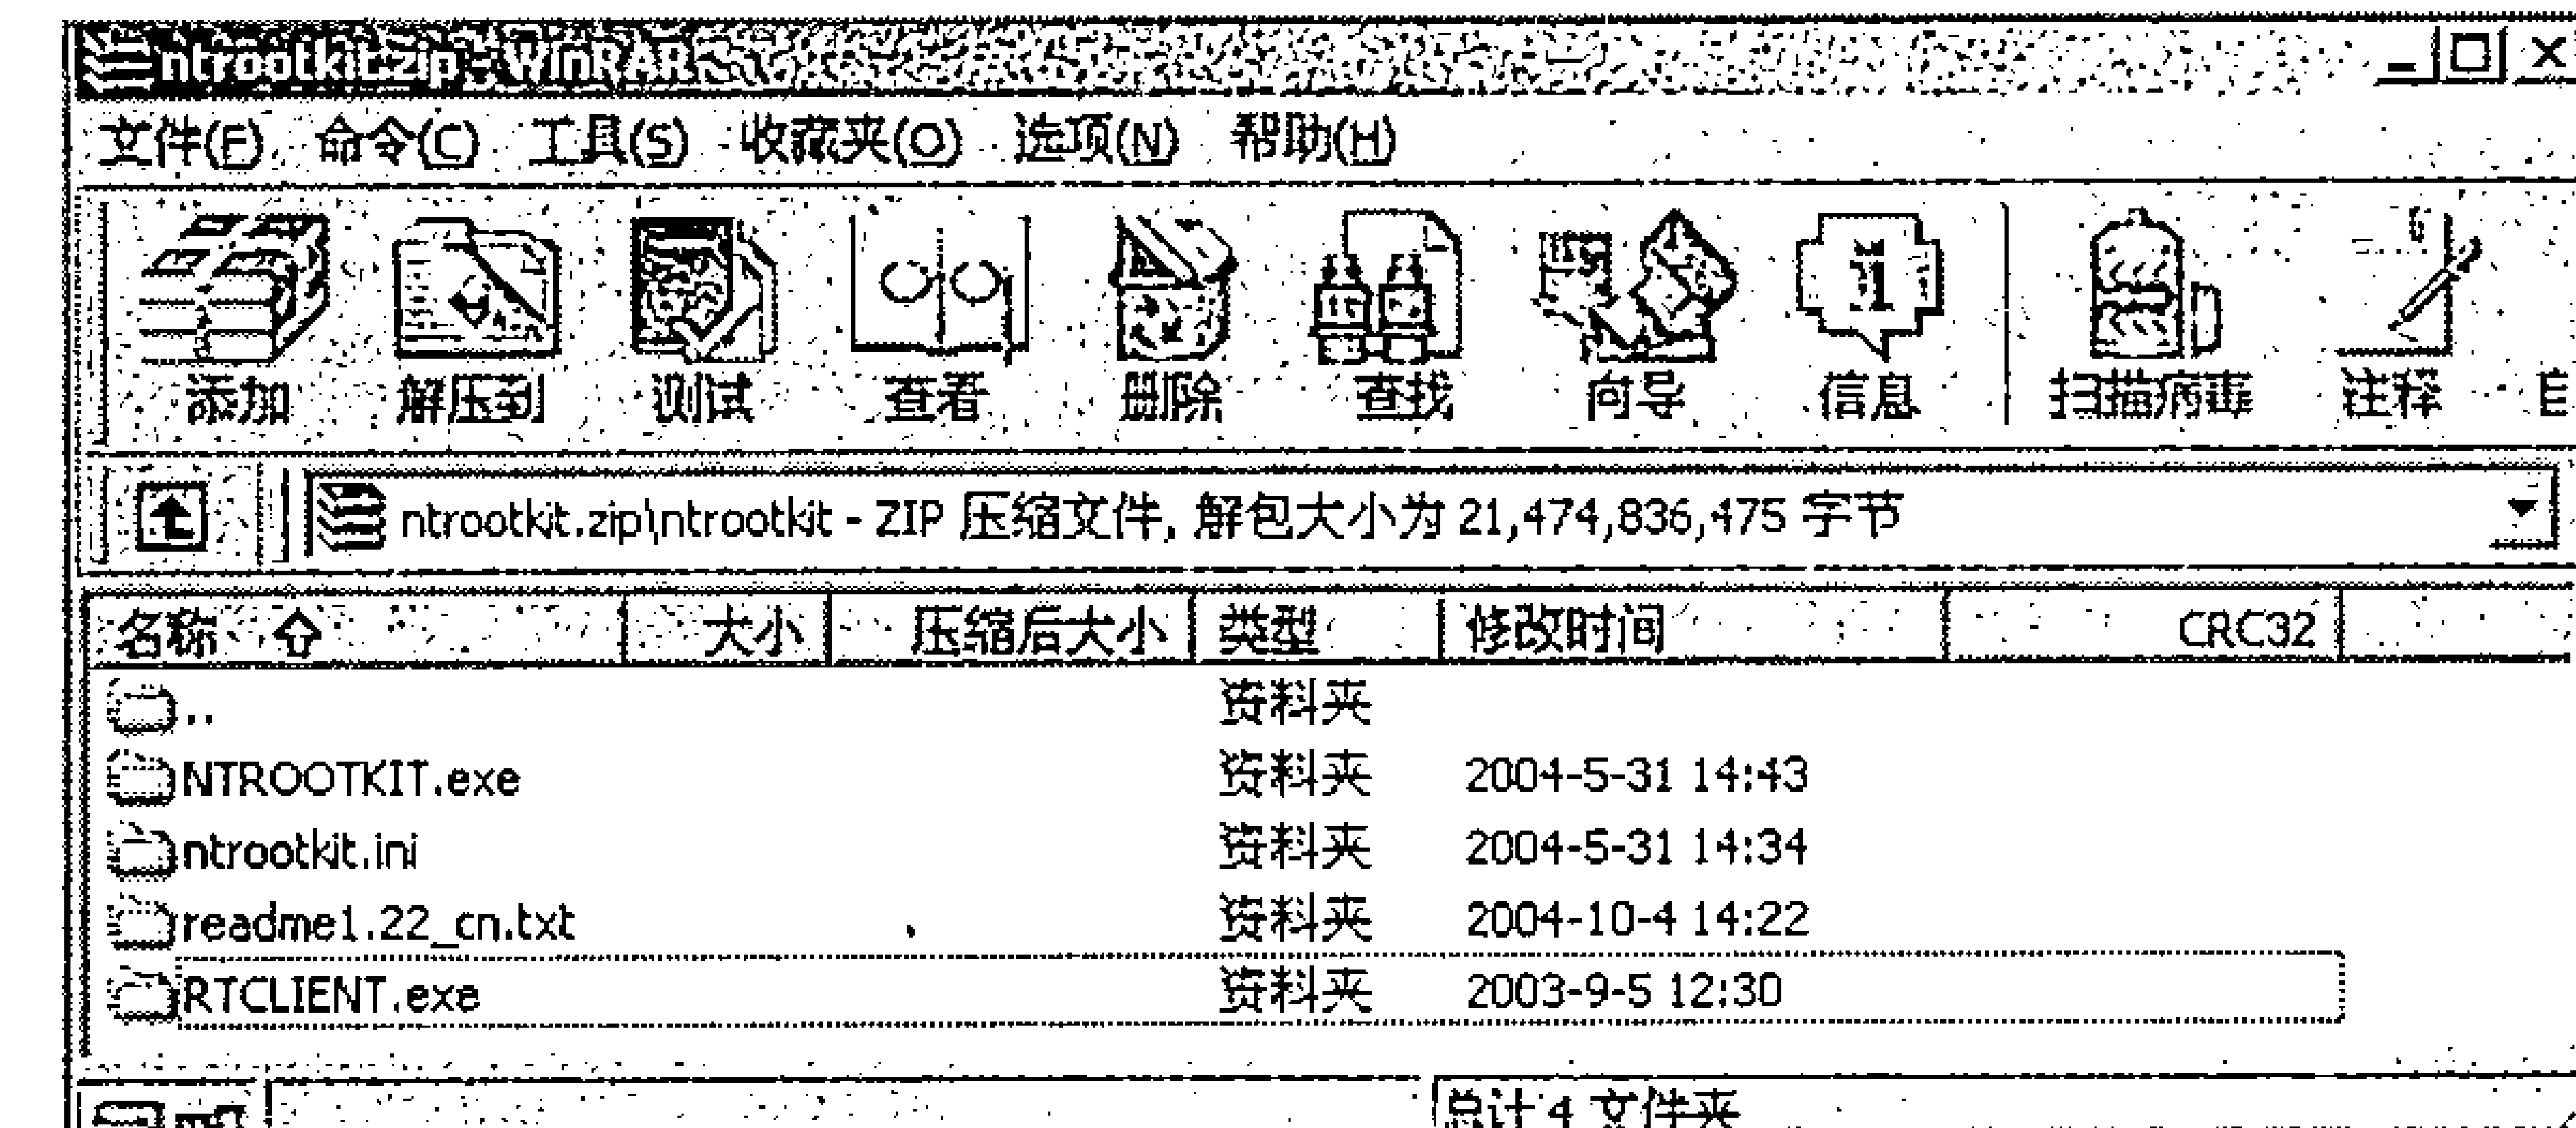 ntrootkit.zip - WinRAR
文件(F) 命令(C) 工具(S) 收藏夹(O) 选项(N) 帮助(H)
添加 解压到 测试 查看 删除 查找 向导 信息 扫描病毒 注释
ntrootkit.zip\ntrootkit - ZIP 压缩文件, 解包大小为 21,474,836,475 字节
名称 大小 压缩后大小 类型 修改时间 CRC32
.. 资料夹
NTROOTKIT.exe 资料夹 2004-5-31 14:43
ntrootkit.ini 资料夹 2004-5-31 14:34
readme1.22_cn.txt 资料夹 2004-10-4 14:22
RTCLIENT.exe 资料夹 2003-9-5 12:30
总计 4 文件夹